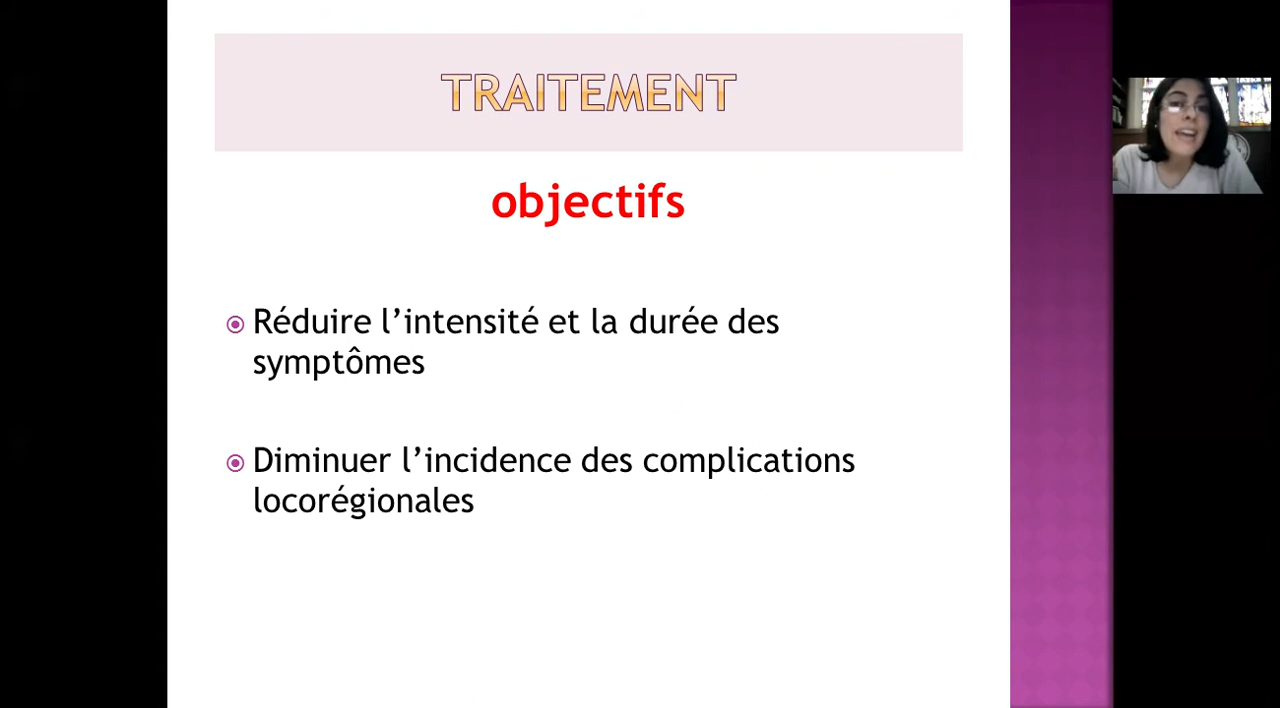 TRAITEMENT
objectifs
Réduire l’intensité et la durée des
symptômes
Diminuer l’incidence des complications
locorégionales